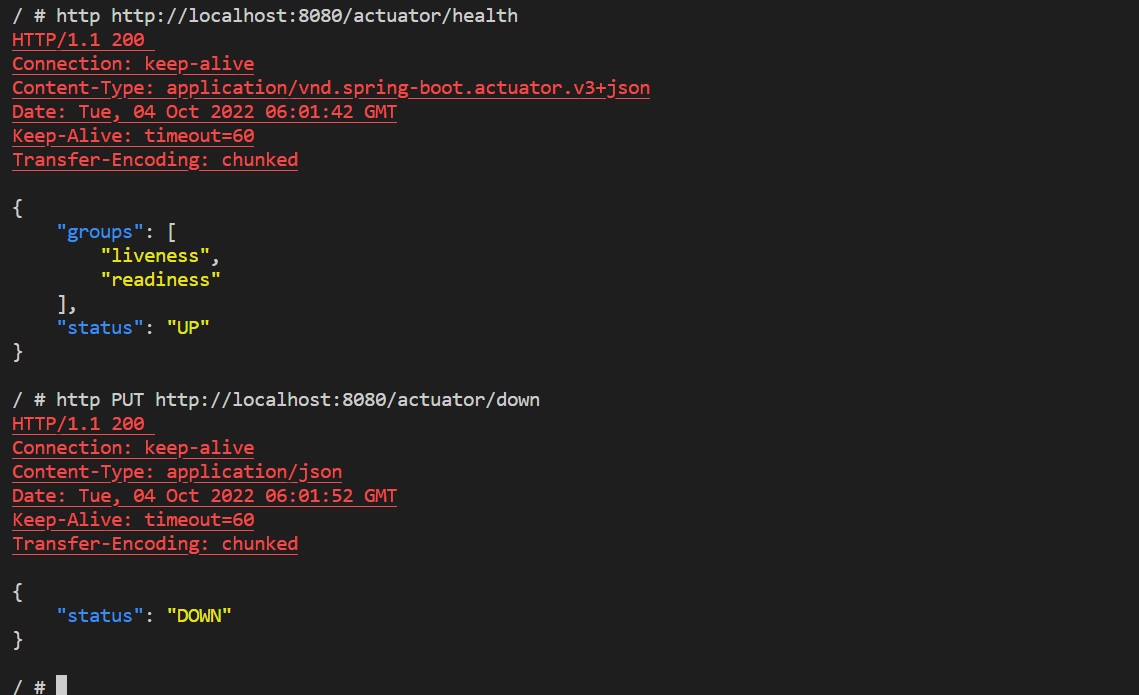 / # http http://localhost:8080/actuator/health
HTTP/1.1 200
Connection: keep-alive
Content-Type: application/vnd.spring-boot.actuator.v3+json
Date: Tue, 04 Oct 2022 06:01:42 GMT
Keep-Alive: timeout=60
Transfer-Encoding: chunked

{
    "groups": [
        "liveness",
        "readiness"
    ],
    "status": "UP"
}

/ # http PUT http://localhost:8080/actuator/down
HTTP/1.1 200
Connection: keep-alive
Content-Type: application/json
Date: Tue, 04 Oct 2022 06:01:52 GMT
Keep-Alive: timeout=60
Transfer-Encoding: chunked

{
    "status": "DOWN"
}

/ #